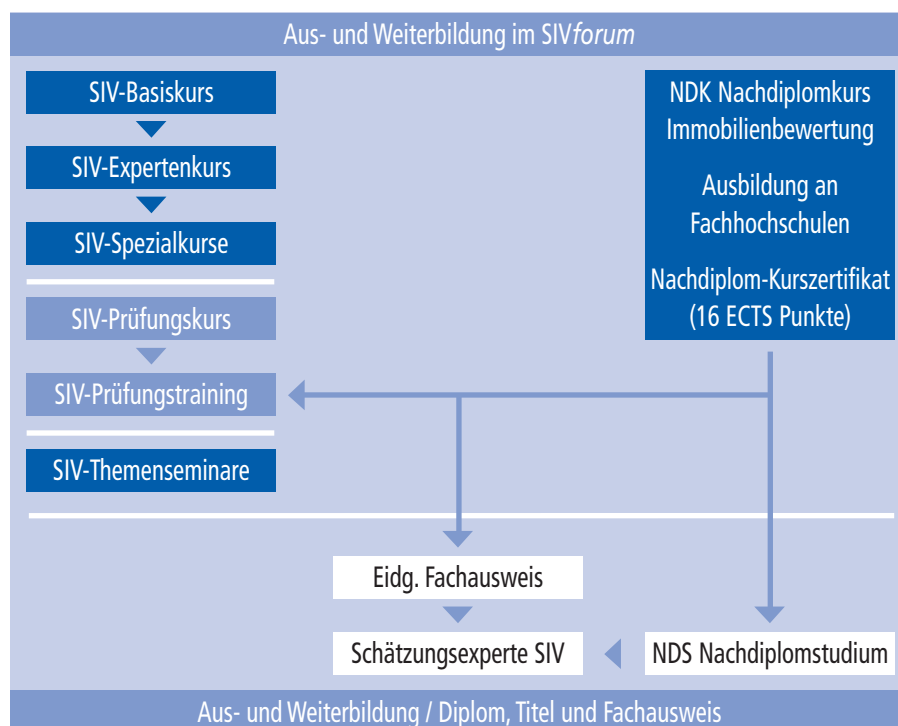 Aus- und Weiterbildung im SIVforum
SIV-Basiskurs
SIV-Expertenkurs
SIV-Spezialkurse
SIV-Prüfungskurs
SIV-Prüfungstraining
SIV-Themenseminare
NDK Nachdiplomkurs
Immobilienbewertung
Ausbildung an
Fachhochschulen
Nachdiplom-Kurszertifikat
(16 ECTS Punkte)
Eidg. Fachausweis
Schätzungsexperte SIV
NDS Nachdiplomstudium
Aus- und Weiterbildung / Diplom, Titel und Fachausweis